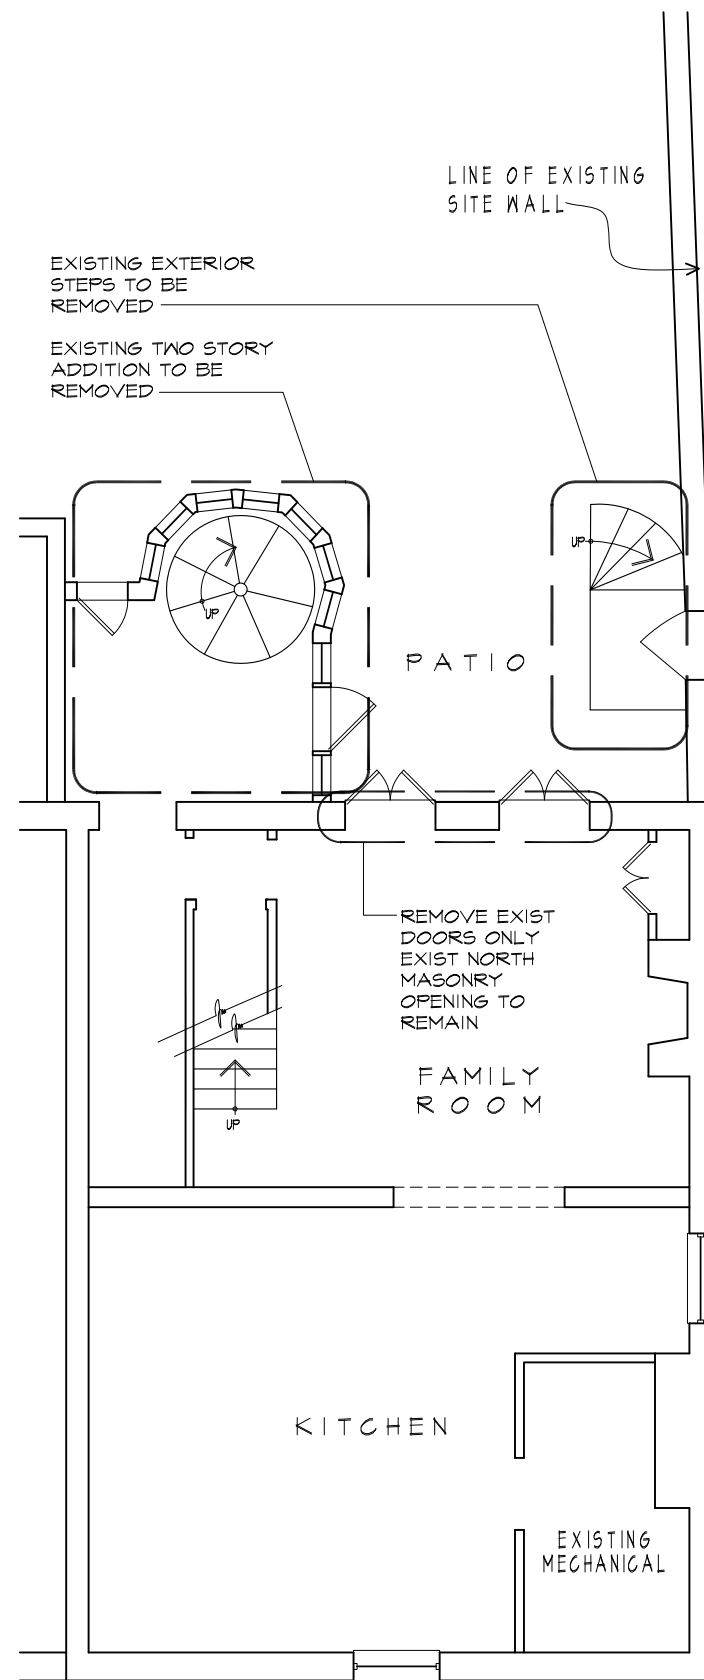 LINE OF EXISTING
SITE WALL
EXISTING EXTERIOR
STEPS TO BE
REMOVED
EXISTING TWO STORY
ADDITION TO BE
REMOVED
UP
UP
PATIO
REMOVE EXIST
DOORS ONLY
EXIST NORTH
MASONRY
OPENING TO
REMAIN
FAMILY
ROOM
UP
KITCHEN
EXISTING
MECHANICAL